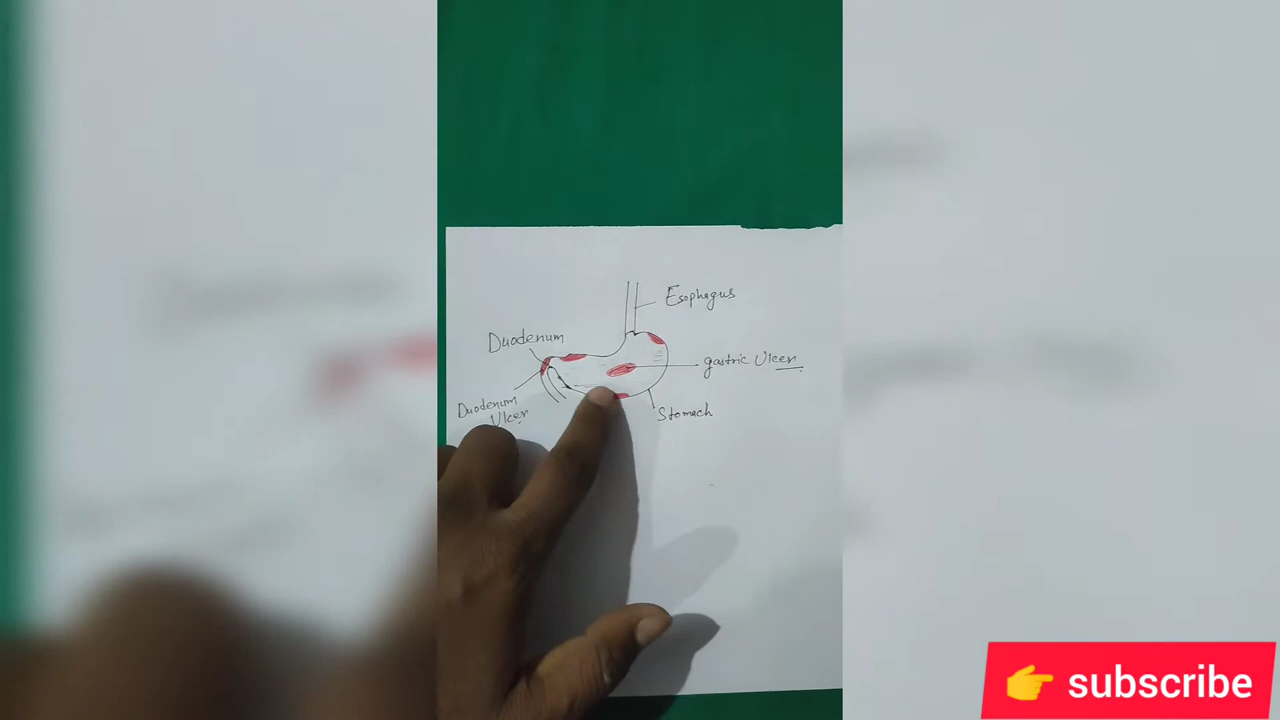 Esophagus
Duodenum
gastric Ulcer
Duodenum
Ulcer
Stomach
subscribe